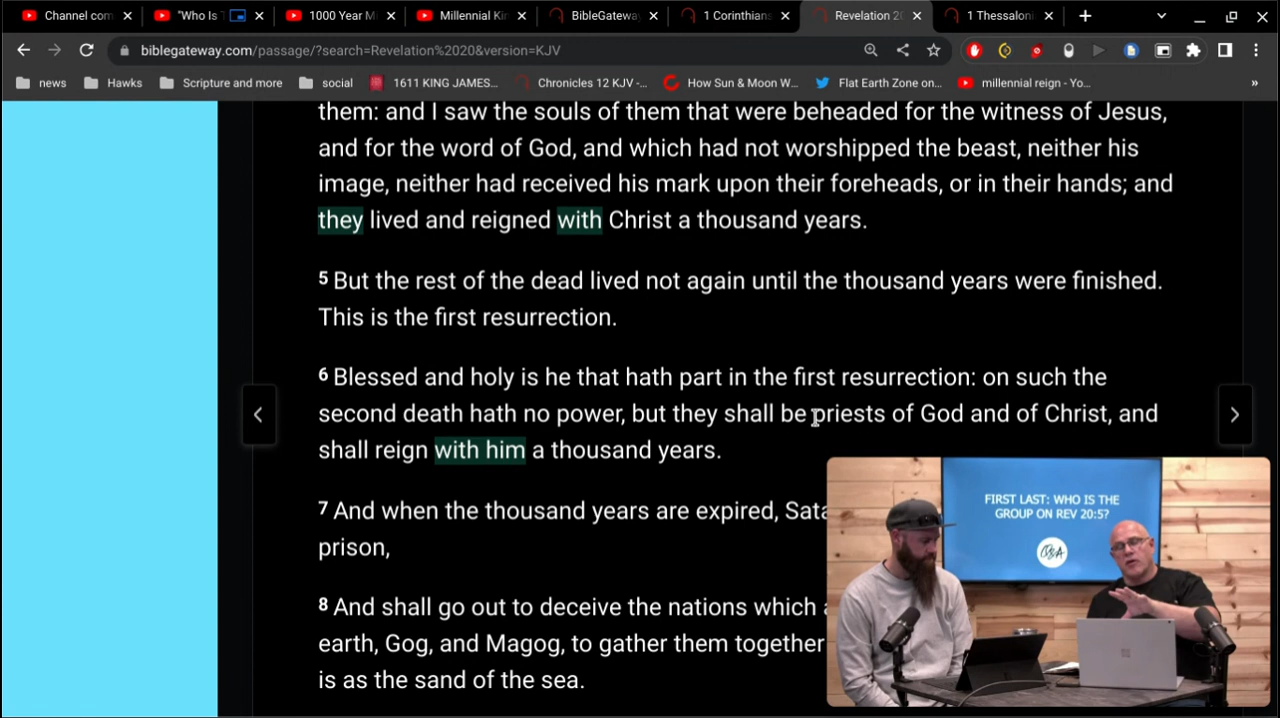 Channel com
"Who Is T
1000 Year M
Millennial Kin
BibleGateway
1 Corinthians
Revelation 20
1 Thessaloni
biblegateway.com/passage/?search=Revelation%2020&version=KJV
news
Hawks
Scripture and more
social
1611 KING JAMES...
Chronicles 12 KJV -...
How Sun & Moon W...
Flat Earth Zone on...
millennial reign - Yo...
»
them: and I saw the souls of them that were beheaded for the witness of Jesus,
and for the word of God, and which had not worshipped the beast, neither his
image, neither had received his mark upon their foreheads, or in their hands; and
they lived and reigned with Christ a thousand years.
5 But the rest of the dead lived not again until the thousand years were finished.
This is the first resurrection.
6 Blessed and holy is he that hath part in the first resurrection: on such the
second death hath no power, but they shall be priests of God and of Christ, and
shall reign with him a thousand years.
7 And when the thousand years are expired, Sata
prison,
8 And shall go out to deceive the nations which a
earth, Gog, and Magog, to gather them together
is as the sand of the sea.
FIRST LAST: WHO IS THE
GROUP ON REV 20:5?
Q&A